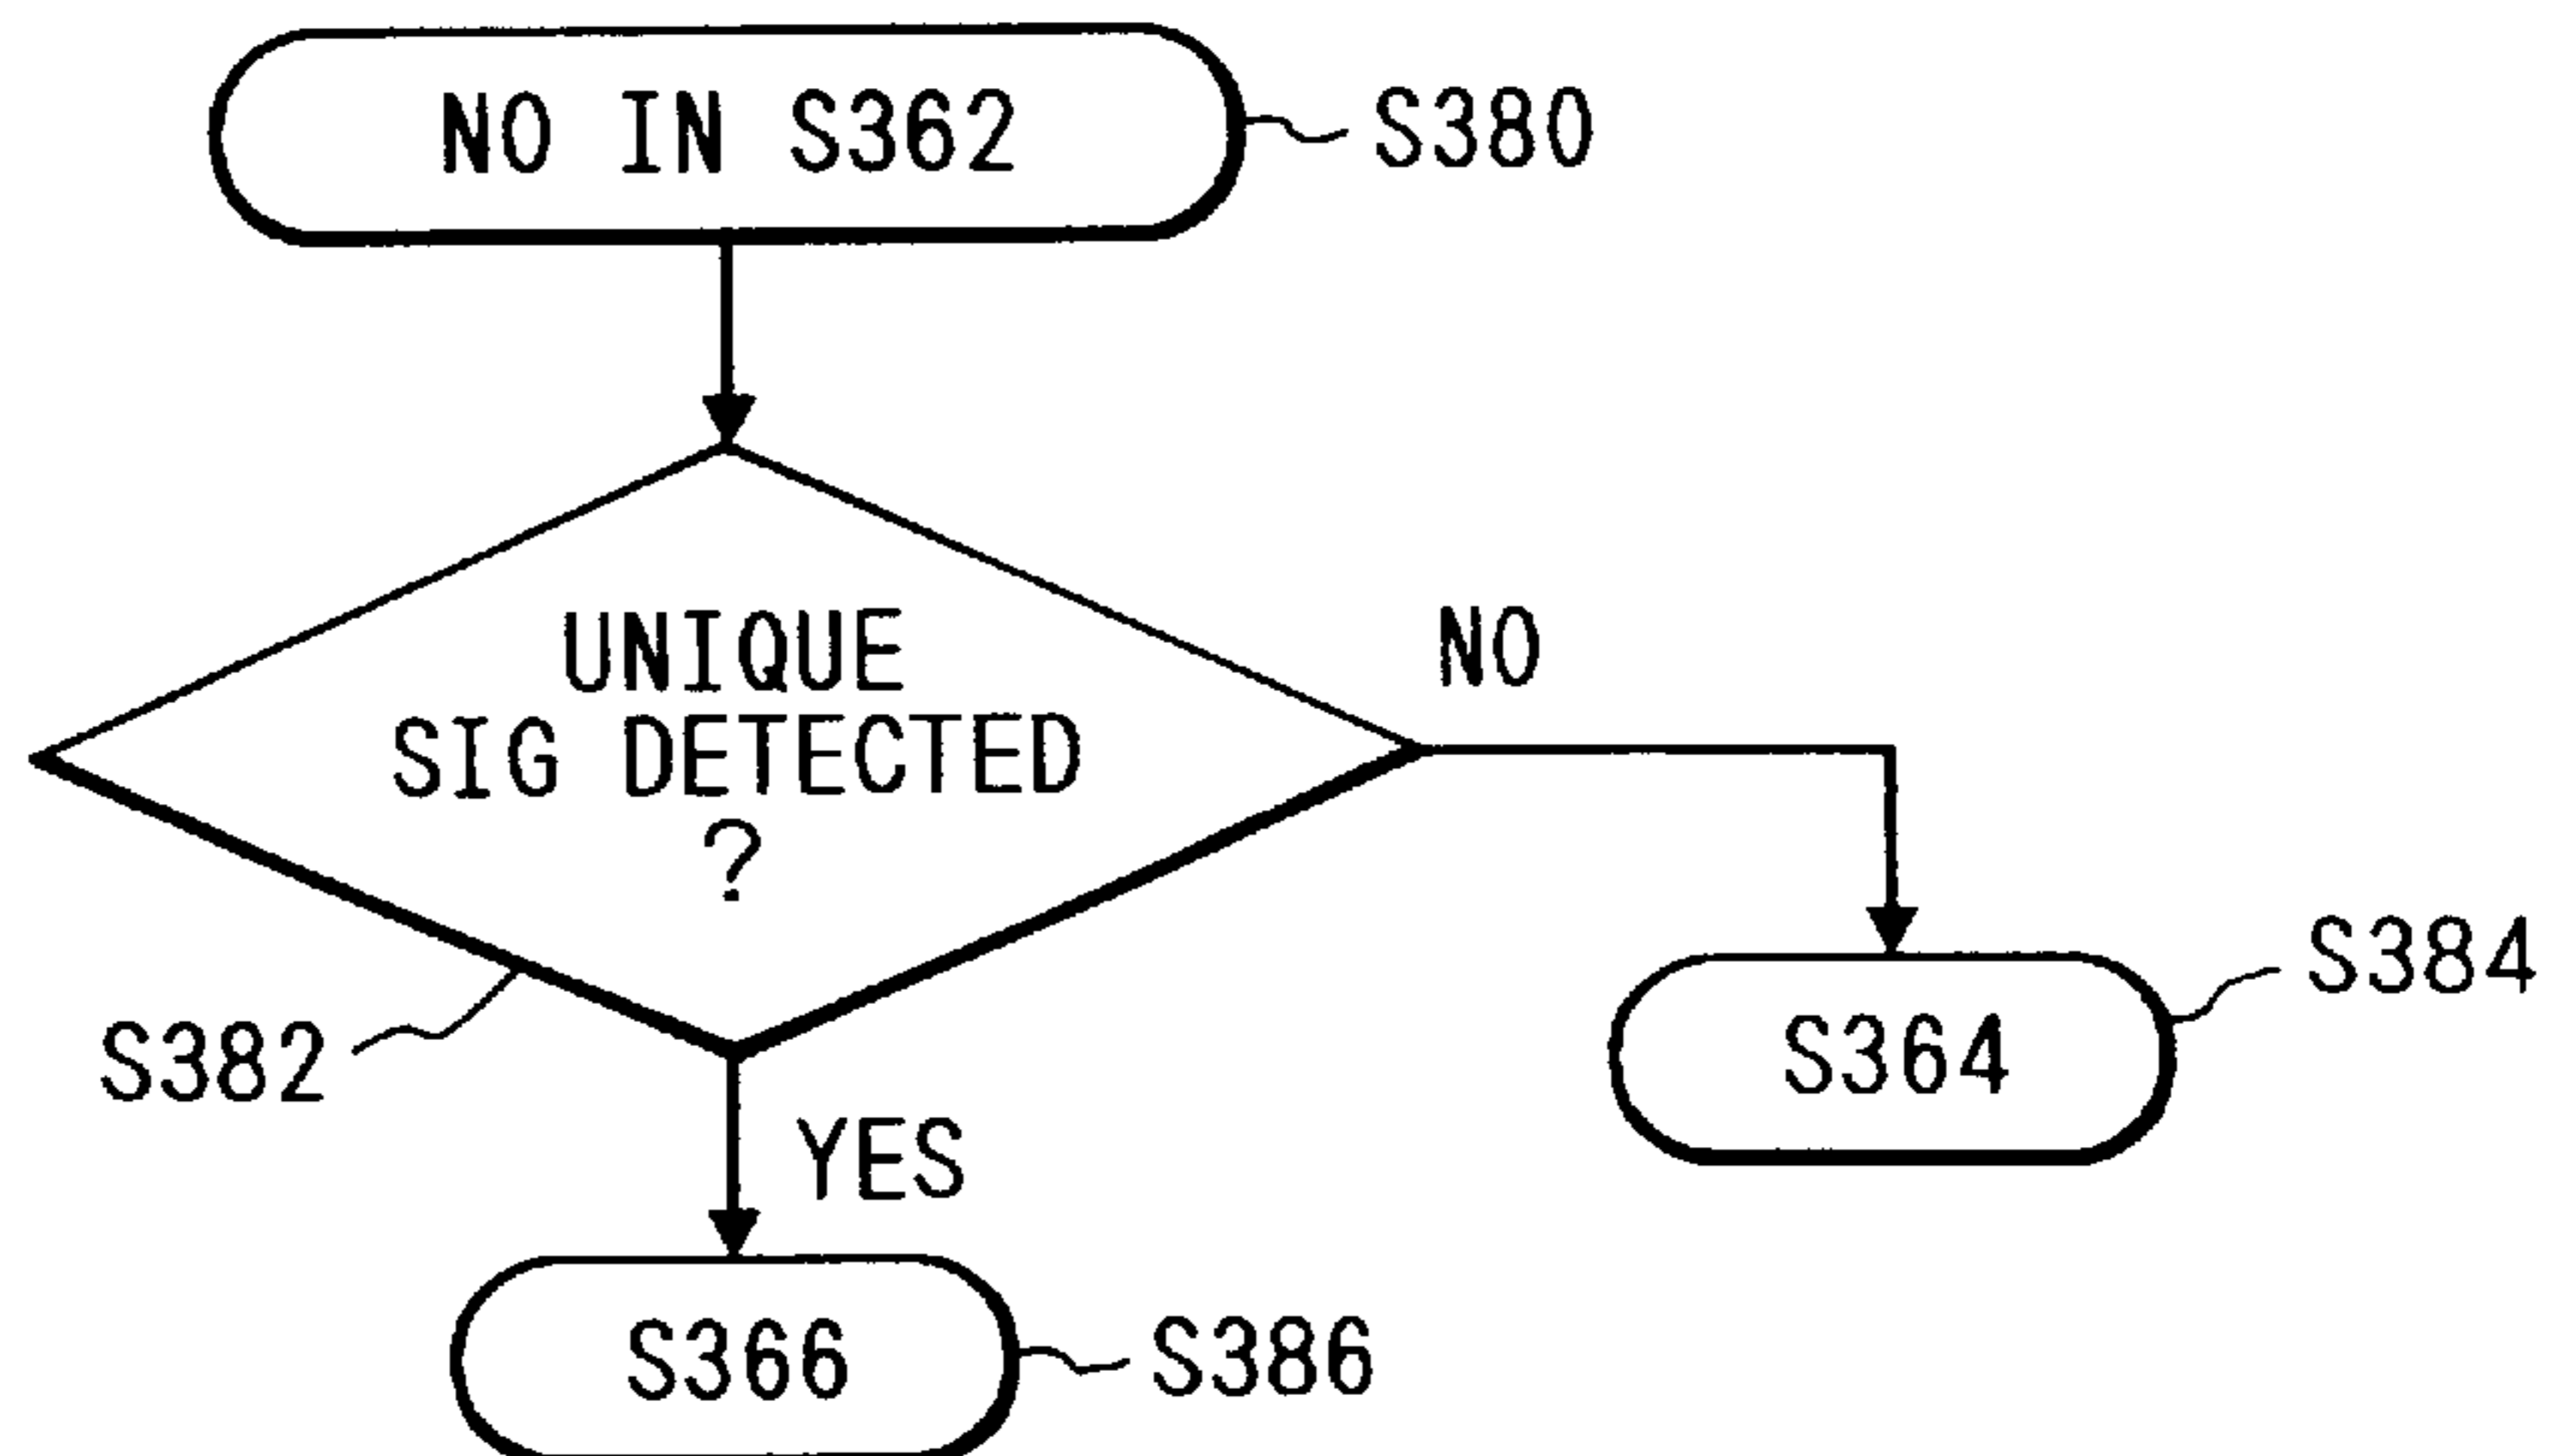 NO IN S362
S380
UNIQUE
SIG DETECTED
?
NO
S382
YES
S364
S384
S366
S386